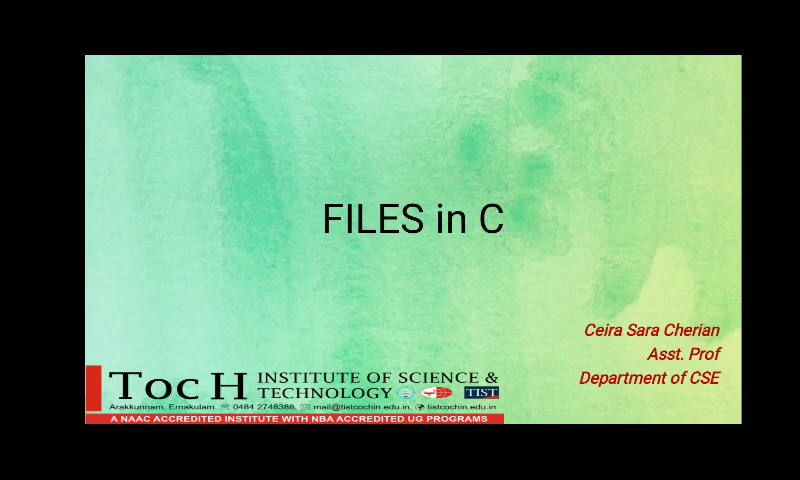 FILES in C
Ceira Sara Cherian
Asst. Prof
Department of CSE
TOC H INSTITUTE OF SCIENCE &
TECHNOLOGY TIST
Arakkunnam, Ernakulam. 0484 2748388, mail@tistcochin.edu.in, tistcochin.edu.in
A NAAC ACCREDITED INSTITUTE WITH NBA ACCREDITED UG PROGRAMS